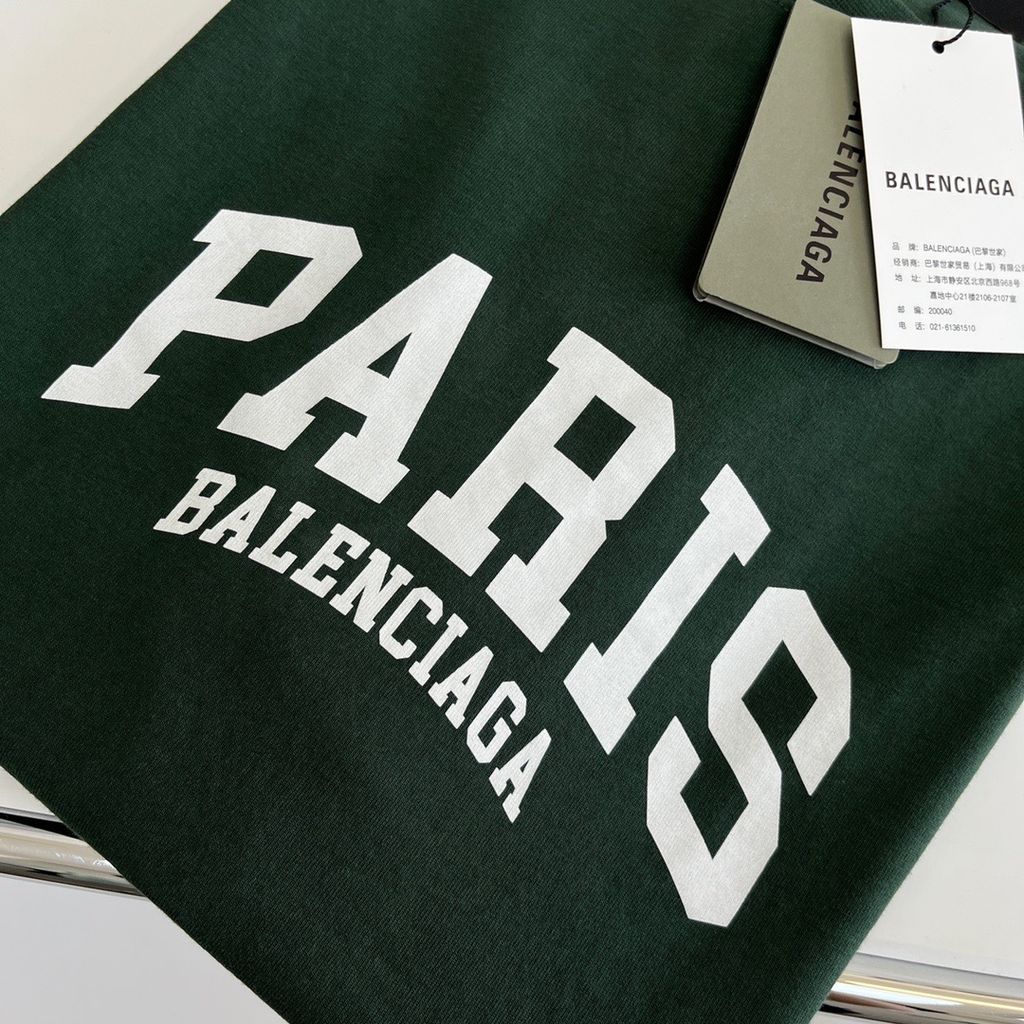 PARIS
BALENCIAGA
ALENCIAGA
BALENCIAGA
品 牌: BALENCIAGA (巴黎世家)
经销商: 巴黎世家贸易（上海）有限公
地 址: 上海市静安区北京西路968号
嘉地中心21楼2106-2107室
邮 编: 200040
电 话: 021-61361510